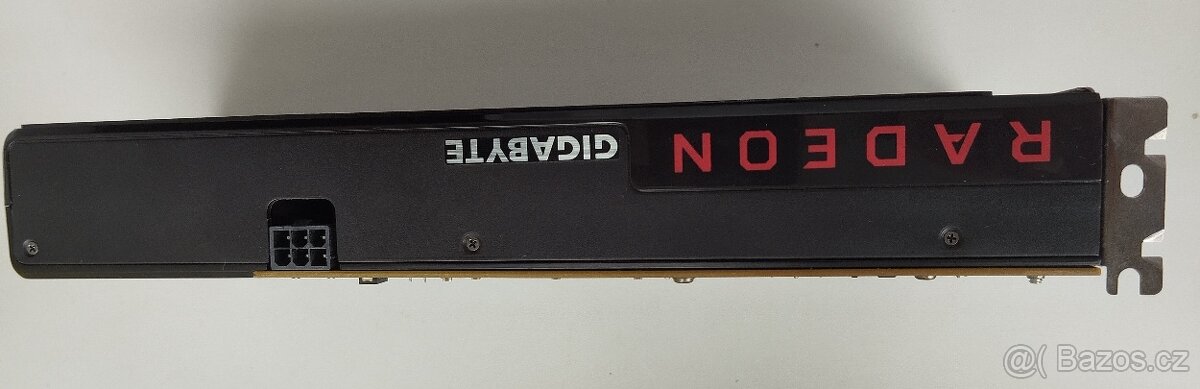 RADEON
GIGABYTE
@( Bazos.cz